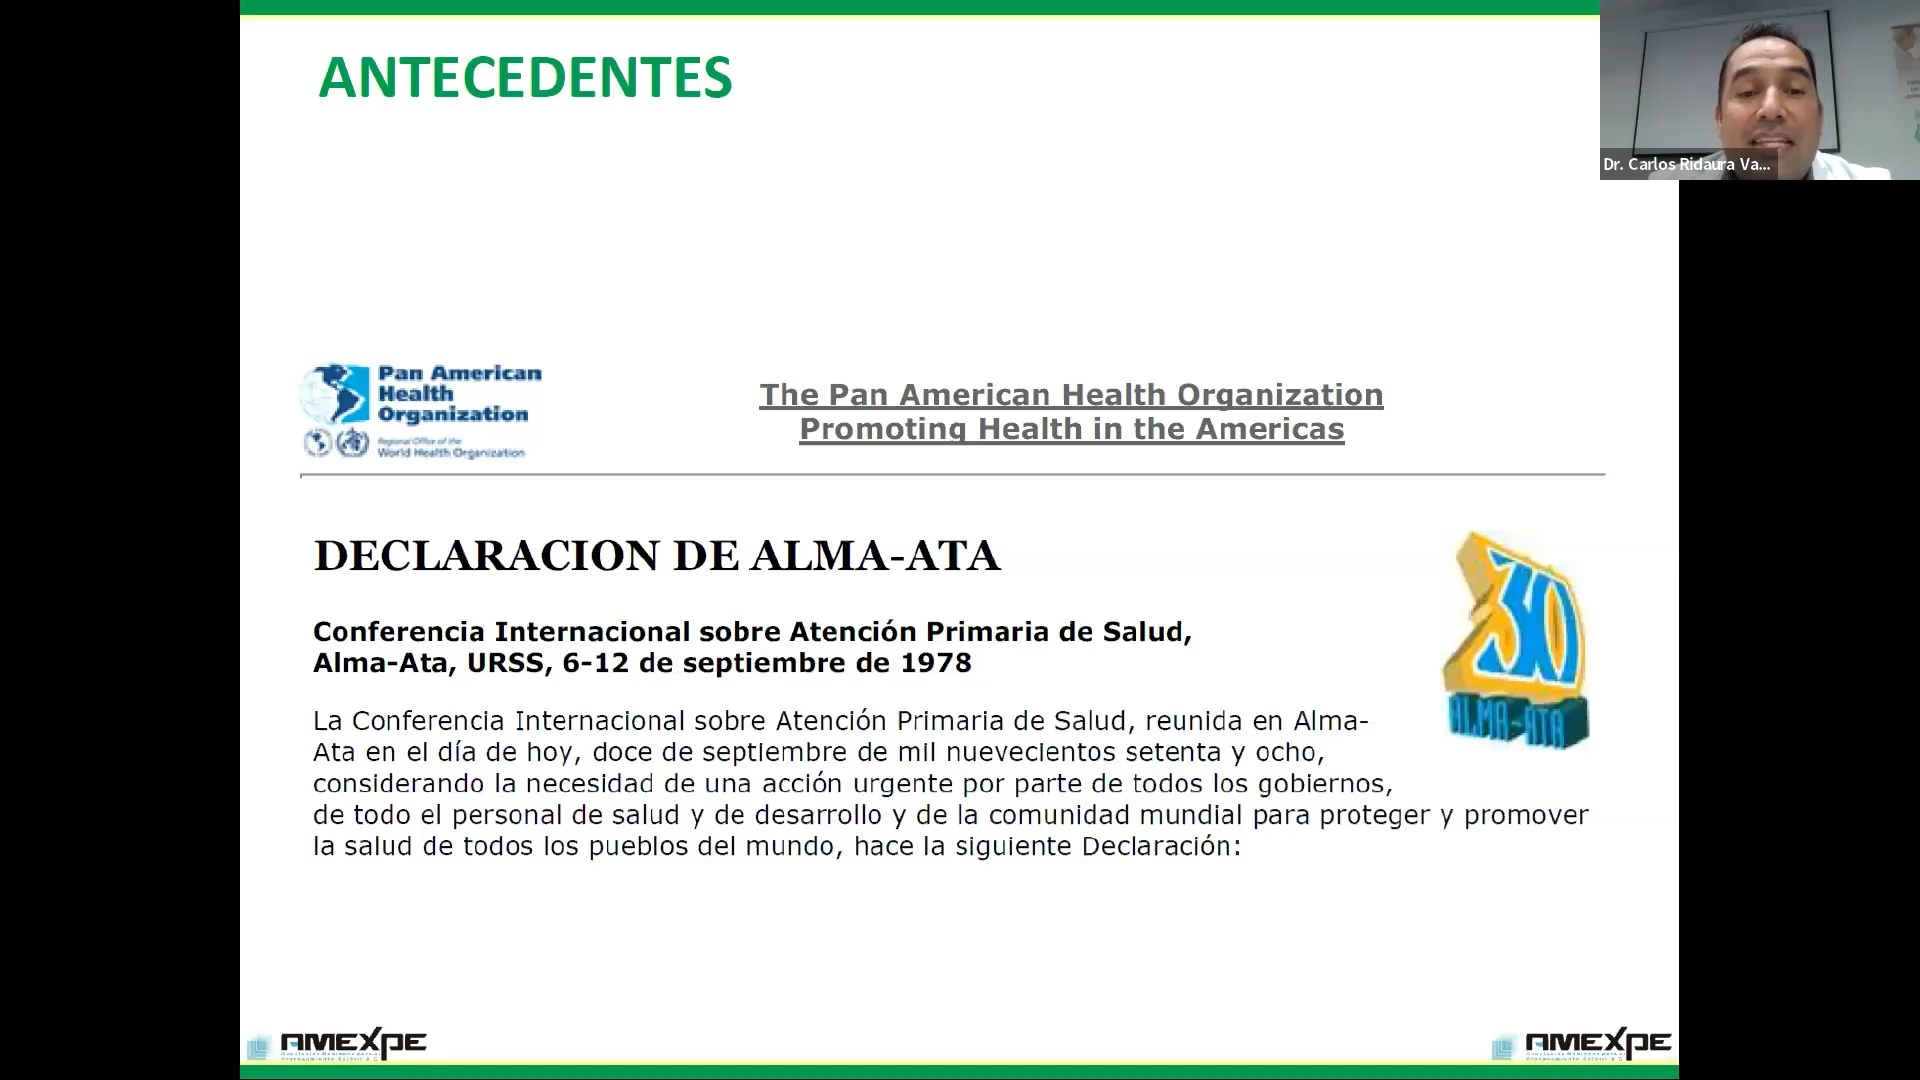 ANTECEDENTES
Dr. Carlos Ridaura Va...
Pan American
Health
Organization
Regional Office of the
World Health Organization
The Pan American Health Organization
Promoting Health in the Americas
DECLARACION DE ALMA-ATA
30
ALMA-ATA
Conferencia Internacional sobre Atención Primaria de Salud,
Alma-Ata, URSS, 6-12 de septiembre de 1978
La Conferencia Internacional sobre Atención Primaria de Salud, reunida en Alma-
Ata en el día de hoy, doce de septiembre de mil nuevecientos setenta y ocho,
considerando la necesidad de una acción urgente por parte de todos los gobiernos,
de todo el personal de salud y de desarrollo y de la comunidad mundial para proteger y promover
la salud de todos los pueblos del mundo, hace la siguiente Declaración:
AMEXPE
AMEXPE